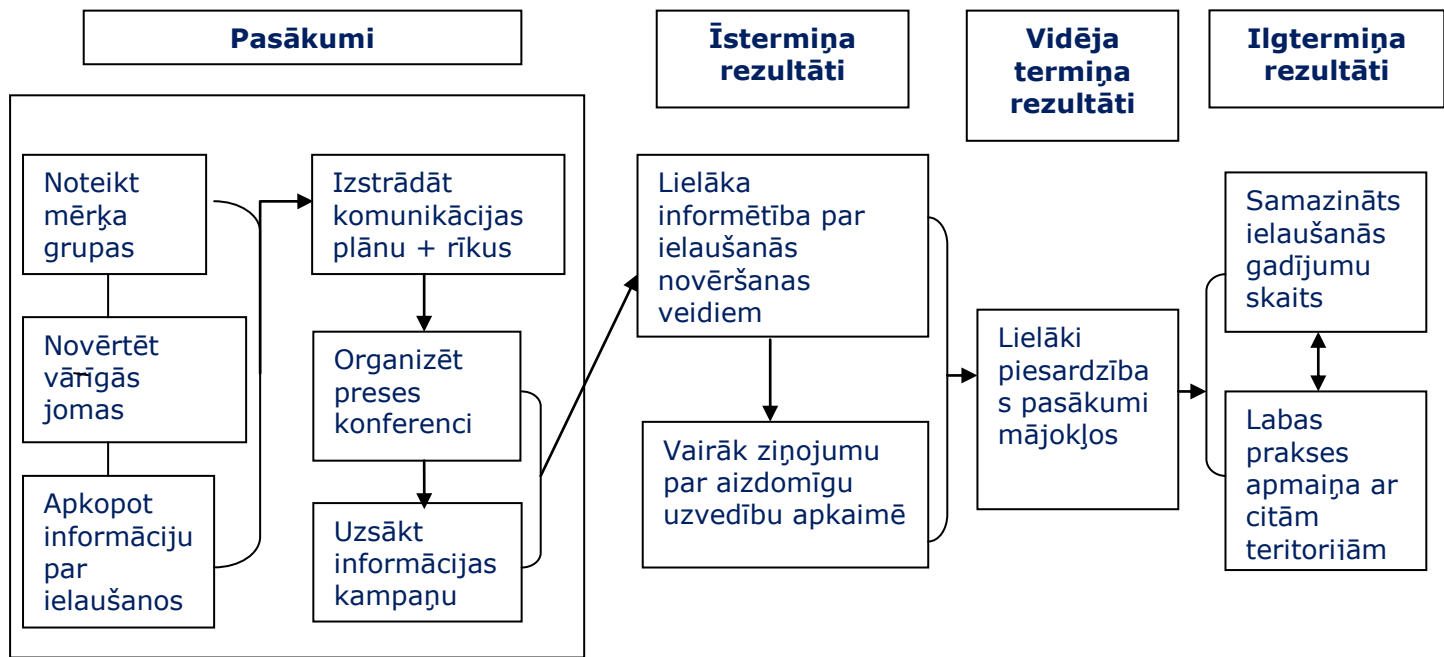 Pasākumi
Īstermiņa
rezultāti
Vidēja
termiņa
rezultāti
Ilgtermiņa
rezultāti
Noteikt
mērķa
grupas
Novērtēt
vārīgās
jomas
Apkopot
informāciju
par
ielaušanos
Izstrādāt
komunikācijas
plānu + rīkus
Organizēt
preses
konferenci
Uzsākt
informācijas
kampaņu
Lielāka
informētība par
ielaušanās
novēršanas
veidiem
Vairāk ziņojumu
par aizdomīgu
uzvedību apkaimē
Lielāki
piesardzība
s pasākumi
mājokļos
Samazināts
ielaušanās
gadījumu
skaits
Labas
prakses
apmaiņa ar
citām
teritorijām